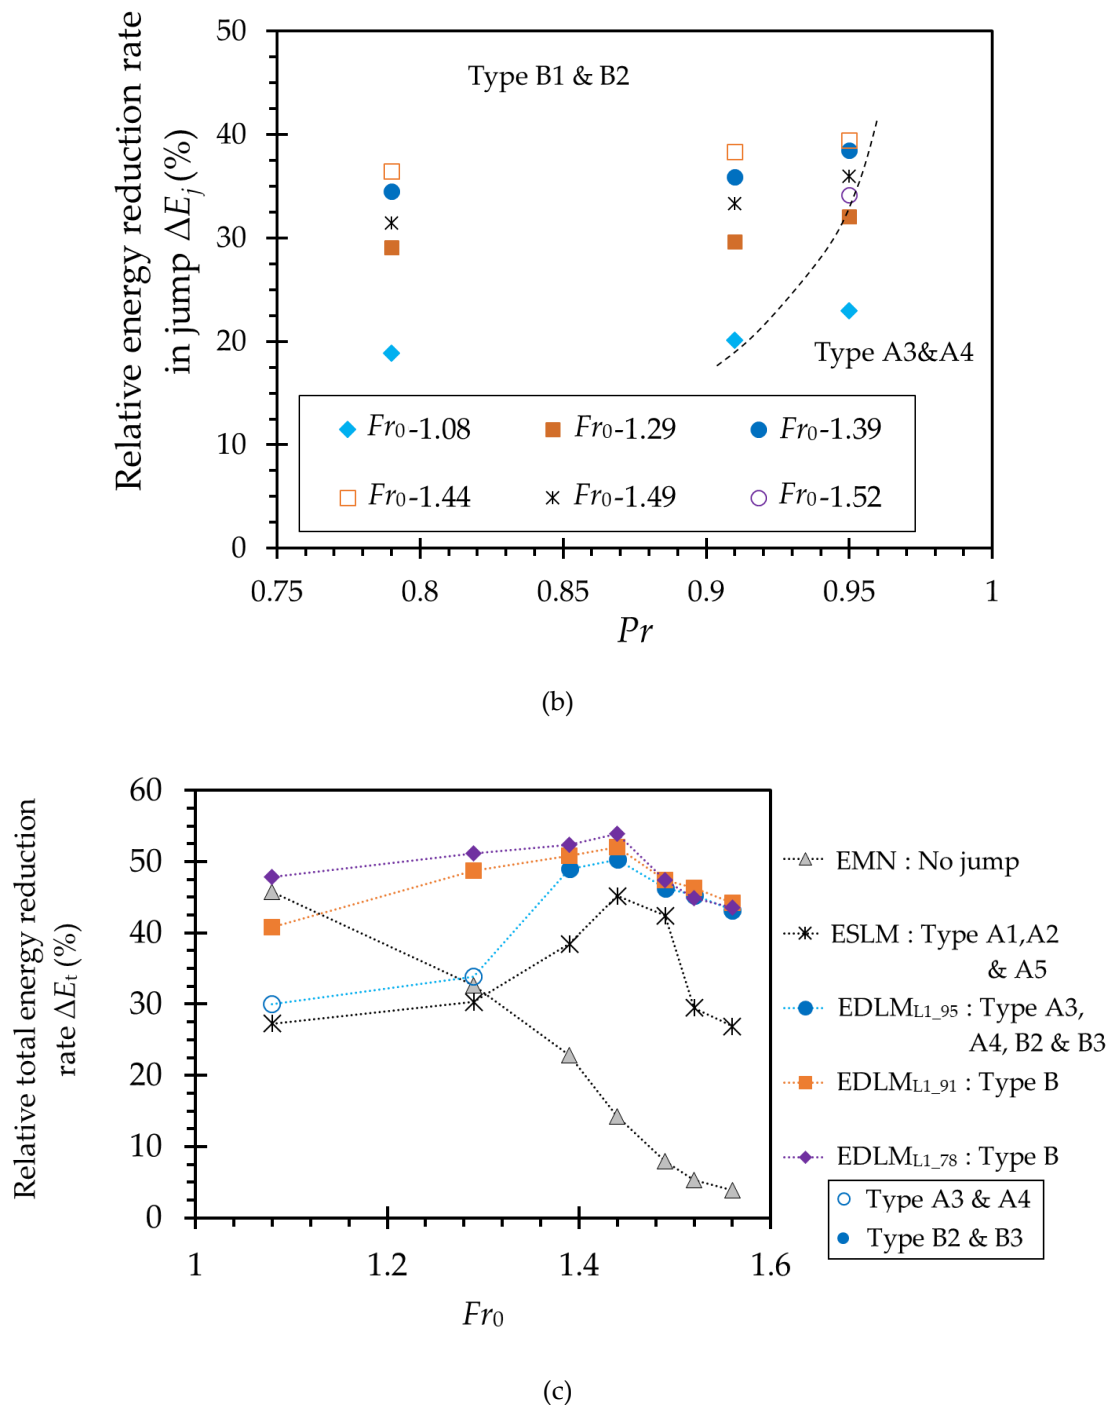 Relative energy reduction rate
in jump ΔEj (%)
50
40
30
20
10
0
Type B1 & B2
Type A3&A4
Fr0-1.08
Fr0-1.29
Fr0-1.39
Fr0-1.44
Fr0-1.49
Fr0-1.52
0.75
0.8
0.85
0.9
0.95
1
Pr
(b)
Relative total energy reduction
rate ΔEt (%)
60
50
40
30
20
10
0
1
1.2
1.4
1.6
Fr0
EMN : No jump
ESLM : Type A1,A2
& A5
EDLML1_95 : Type A3,
A4, B2 & B3
EDLML1_91 : Type B
EDLML1_78 : Type B
Type A3 & A4
Type B2 & B3
(c)